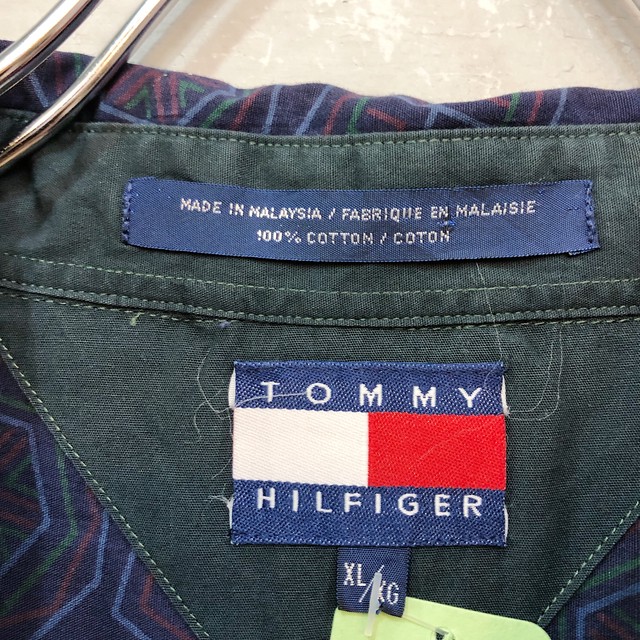 MADE IN MALAYSIA / FABRIQUE EN MALAISIE
100% COTTON / COTON
TOMMY
HILFIGER
XL/XG